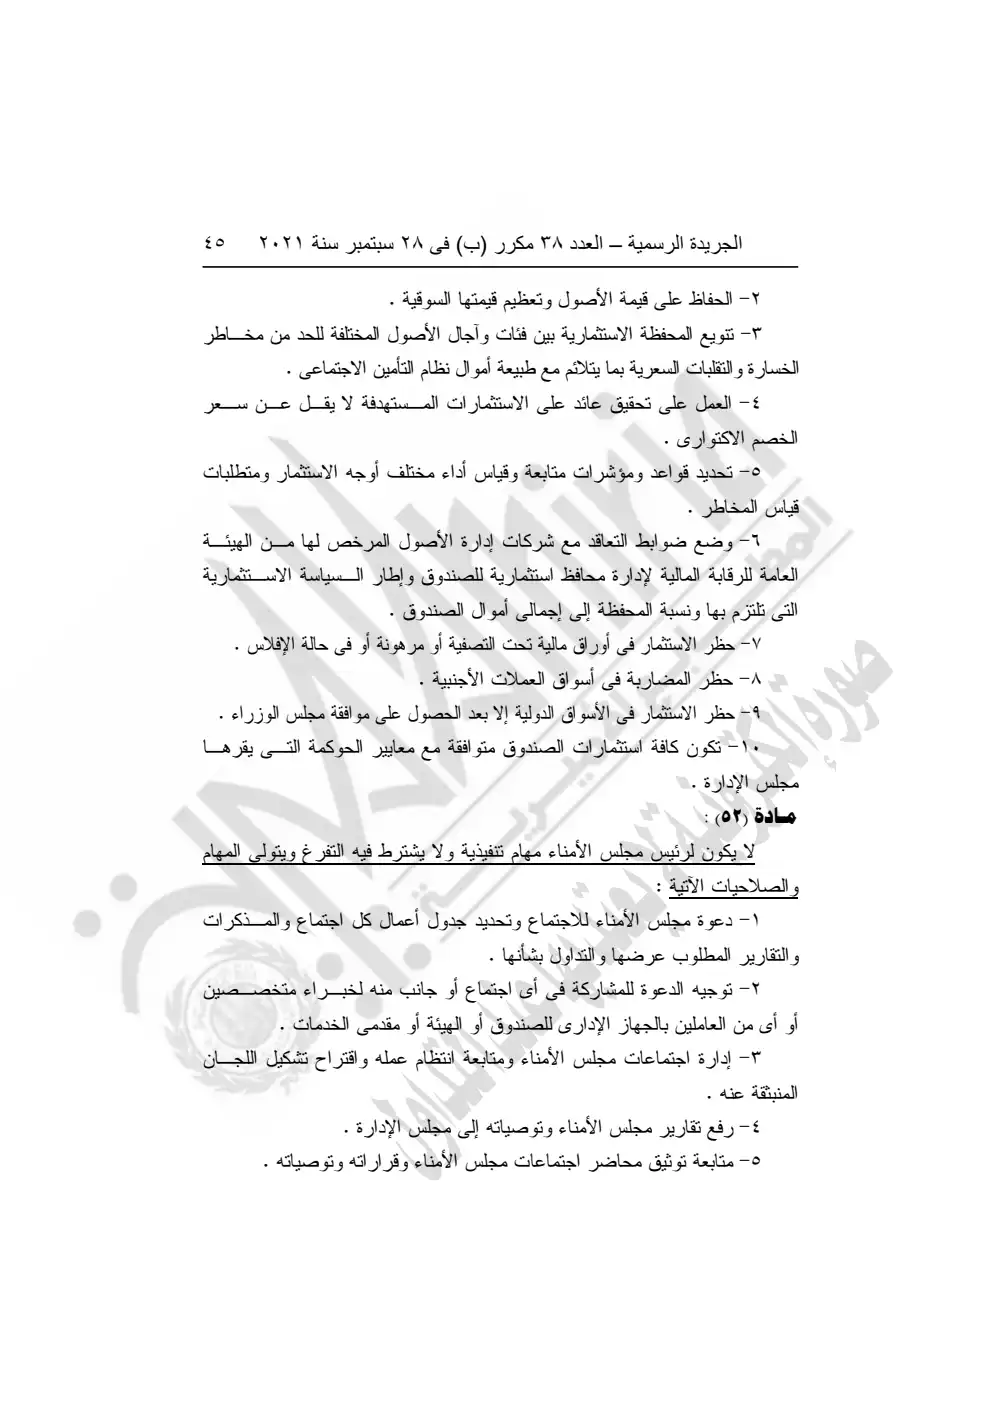 الجريدة الرسمية – العدد ٣٨ مكرر (ب) فى ٢٨ سبتمبر سنة ٢٠٢١ ٤٥
٢- الحفاظ على قيمة الأصول وتعظيم قيمتها السوقية .
٣- تنويع المحفظة الاستثمارية بين فئات وآجال الأصول المختلفة للحد من مخاطر
الخسارة والتقلبات السعرية بما يتلائم مع طبيعة أموال نظام التأمين الاجتماعى .
٤- العمل على تحقيق عائد على الاستثمارات المستهدفة لا يقل عن سعر
الخصم الاكتوارى .
٥- تحديد قواعد ومؤشرات متابعة وقياس أداء مختلف أوجه الاستثمار ومتطلبات
قياس المخاطر .
٦- وضع ضوابط التعاقد مع شركات إدارة الأصول المرخص لها من الهيئة
العامة للرقابة المالية لإدارة محافظ استثمارية للصندوق وإطار السياسة الاستثمارية
التى تلتزم بها ونسبة المحفظة إلى إجمالى أموال الصندوق .
٧- حظر الاستثمار فى أوراق مالية تحت التصفية أو مرهونة أو فى حالة الإفلاس .
٨- حظر المضاربة فى أسواق العملات الأجنبية .
٩- حظر الاستثمار فى الأسواق الدولية إلا بعد الحصول على موافقة مجلس الوزراء .
١٠- تكون كافة استثمارات الصندوق متوافقة مع معايير الحوكمة التى يقرها
مجلس الإدارة .
مادة (٥٢) :
لا يكون لرئيس مجلس الأمناء مهام تنفيذية ولا يشترط فيه التفرغ ويتولى المهام
والصلاحيات الآتية :
١- دعوة مجلس الأمناء للاجتماع وتحديد جدول أعمال كل اجتماع والمذكرات
والتقارير المطلوب عرضها والتداول بشأنها .
٢- توجيه الدعوة للمشاركة فى أى اجتماع أو جانب منه لخبراء متخصصين
أو أى من العاملين بالجهاز الإدارى للصندوق أو الهيئة أو مقدمى الخدمات .
٣- إدارة اجتماعات مجلس الأمناء ومتابعة انتظام عمله واقتراح تشكيل اللجان
المنبثقة عنه .
٤- رفع تقارير مجلس الأمناء وتوصياته إلى مجلس الإدارة .
٥- متابعة توثيق محاضر اجتماعات مجلس الأمناء وقراراته وتوصياته .